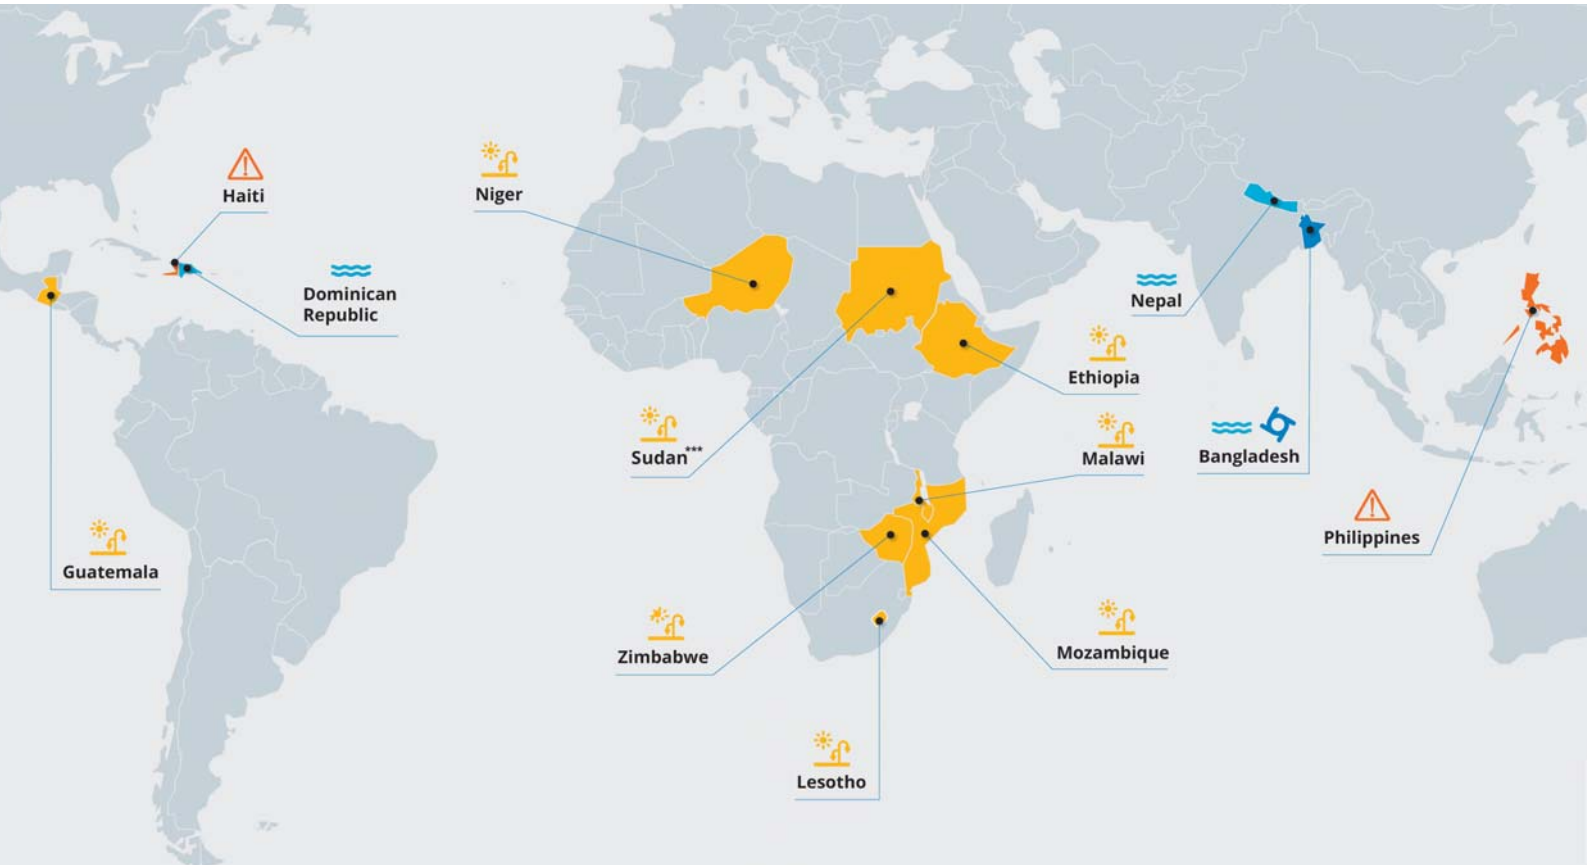 Haiti
Niger
Dominican
Republic
Nepal
Ethiopia
Sudan***
Malawi
Bangladesh
Philippines
Guatemala
Zimbabwe
Mozambique
Lesotho